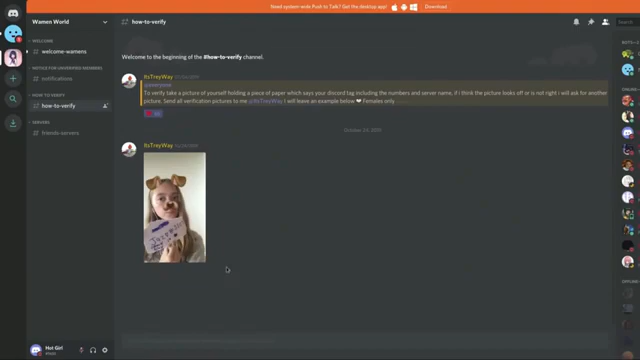 Need system-wide Push to Talk? Get the desktop app!
Download
Wamen World
how-to-verify
Search
WELCOME
welcome-wamens
NOTICE FOR UNVERIFIED MEMBERS
notifications
HOW TO VERIFY
how-to-verify
SERVERS
friends-servers
Welcome to the beginning of the #how-to-verify channel.
ItsTreyWay
@everyone
To verify take a picture of yourself holding a piece of paper which says your discord tag including the numbers and server name, if i think the picture looks off or is not right i will ask for another
picture. Send all verification pictures to me @ItsTreyWay I will leave an example below ❤ Females only
October 24, 2019
ItsTreyWay
Hot Girl